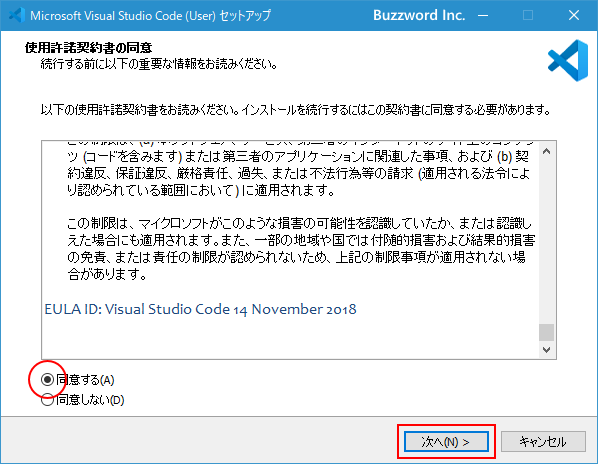 Microsoft Visual Studio Code (User) セットアップ
Buzzword Inc.
使用許諾契約書の同意
続行する前に以下の重要な情報をお読みください。
以下の使用許諾契約書をお読みください。インストールを続行するにはこの契約書に同意する必要があります。
ツ (コードを含みます) または第三者のアプリケーションに関連した事項、および (b) 契
約違反、保証違反、厳格責任、過失、または不法行為等の請求 (適用される法令によ
り認められている範囲において) に適用されます。
この制限は、マイクロソフトがこのような損害の可能性を認識していたか、または認識し
えた場合にも適用されます。また、一部の地域や国では付随的損害および結果的損害
の免責、または責任の制限が認められないため、上記の制限事項が適用されない場
合があります。
EULA ID: Visual Studio Code 14 November 2018
同意する(A)
同意しない(D)
次へ(N) >
キャンセル